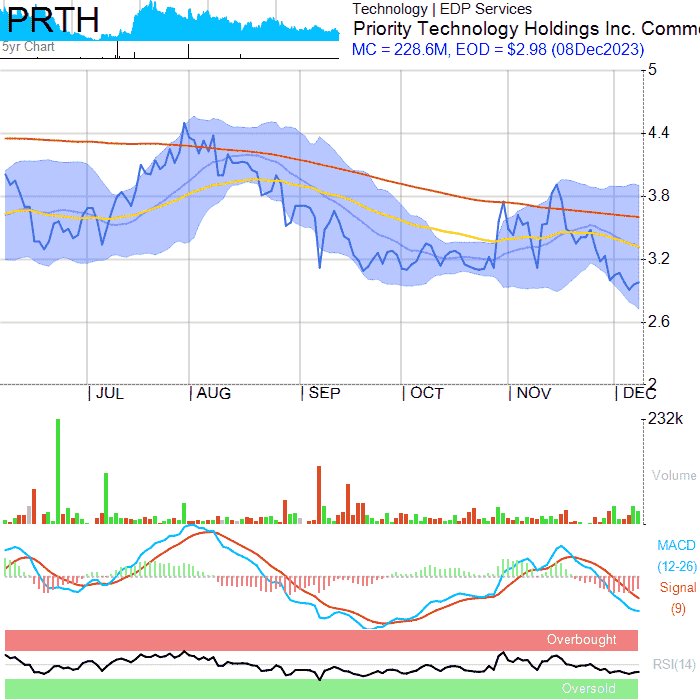 PRTH
5yr Chart
Technology | EDP Services
Priority Technology Holdings Inc. Comm
MC = 228.6M, EOD = $2.98 (08Dec2023)
5
4.4
3.8
3.2
2.6
2
JUL
AUG
SEP
OCT
NOV
DEC
232k
Volume
MACD
(12-26)
Signal
(9)
Overbought
RSI(14)
Oversold